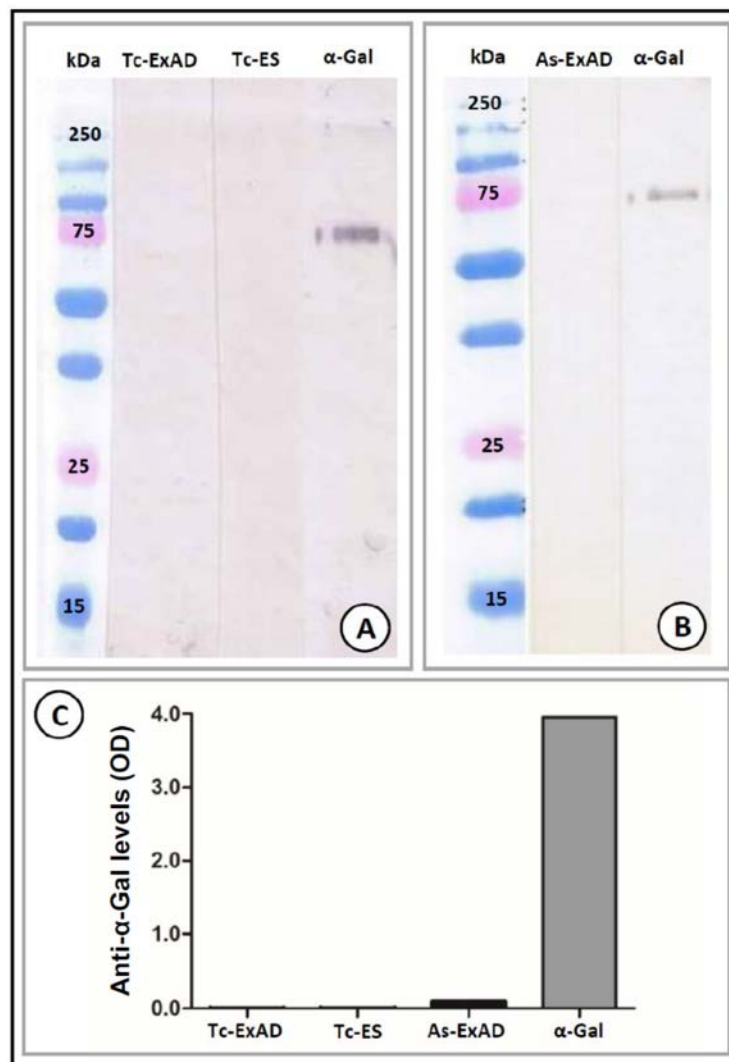 kDa Tc-ExAD Tc-ES α-Gal
250
75
25
15
A
kDa As-ExAD α-Gal
250
75
25
15
B
C
Anti-α-Gal levels (OD)
4.0
3.0
2.0
1.0
0.0
Tc-ExAD Tc-ES As-ExAD α-Gal